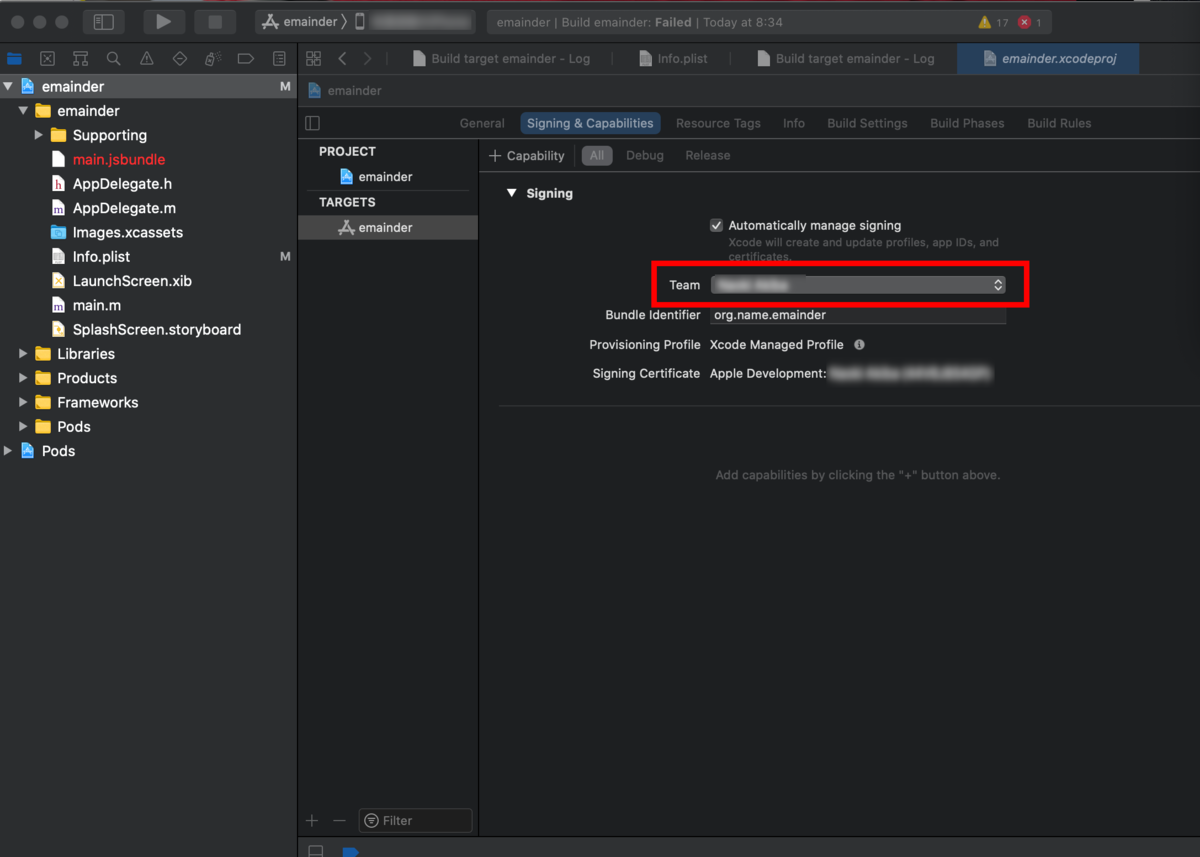 emainder
emainder | Build emainder: Failed | Today at 8:34
17
1
Build target emainder - Log
Info.plist
Build target emainder - Log
emainder.xcodeproj
emainder M
emainder
Supporting
main.jsbundle
AppDelegate.h
AppDelegate.m
Images.xcassets
Info.plist M
LaunchScreen.xib
main.m
SplashScreen.storyboard
Libraries
Products
Frameworks
Pods
Pods
emainder
General Signing & Capabilities Resource Tags Info Build Settings Build Phases Build Rules
PROJECT
emainder
TARGETS
emainder
+ Capability All Debug Release
Signing
Automatically manage signing
Xcode will create and update profiles, app IDs, and
certificates.
Team
Bundle Identifier org.name.emainder
Provisioning Profile Xcode Managed Profile
Signing Certificate Apple Development:
Add capabilities by clicking the "+" button above.
Filter